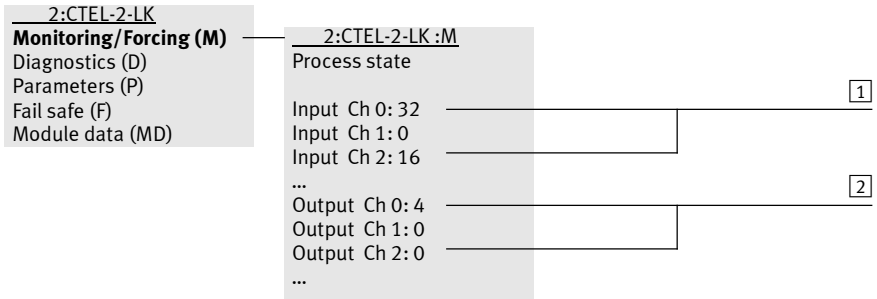 2:CTEL-2-LK
Monitoring/Forcing (M)
Diagnostics (D)
Parameters (P)
Fail safe (F)
Module data (MD)
2:CTEL-2-LK :M
Process state
Input Ch 0: 32
Input Ch 1: 0
Input Ch 2: 16
...
Output Ch 0: 4
Output Ch 1: 0
Output Ch 2: 0
...
1
2